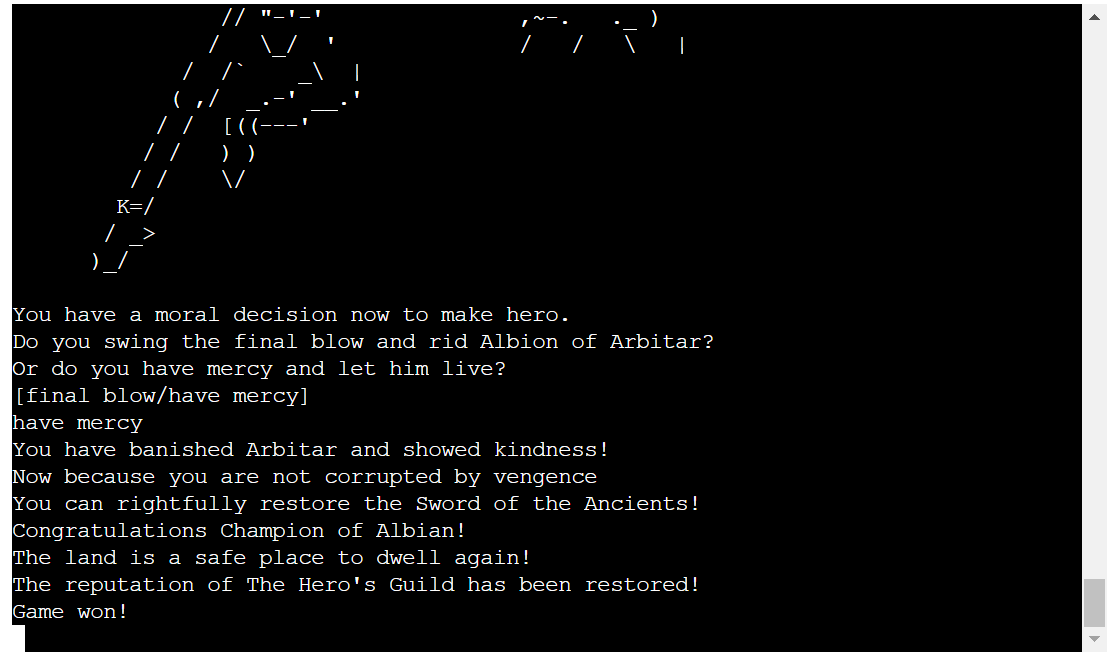 // "-'-'                ,~-.   ._ )
/   \_/  '              /   /   \   |
/  /`     _\  |
( ,/  _.-' __.'
/ /  [((---'
/ /   ) )
/ /    \/
K=/
/ _>
)_/
You have a moral decision now to make hero.
Do you swing the final blow and rid Albion of Arbitar?
Or do you have mercy and let him live?
[final blow/have mercy]
have mercy
You have banished Arbitar and showed kindness!
Now because you are not corrupted by vengence
You can rightfully restore the Sword of the Ancients!
Congratulations Champion of Albian!
The land is a safe place to dwell again!
The reputation of The Hero's Guild has been restored!
Game won!